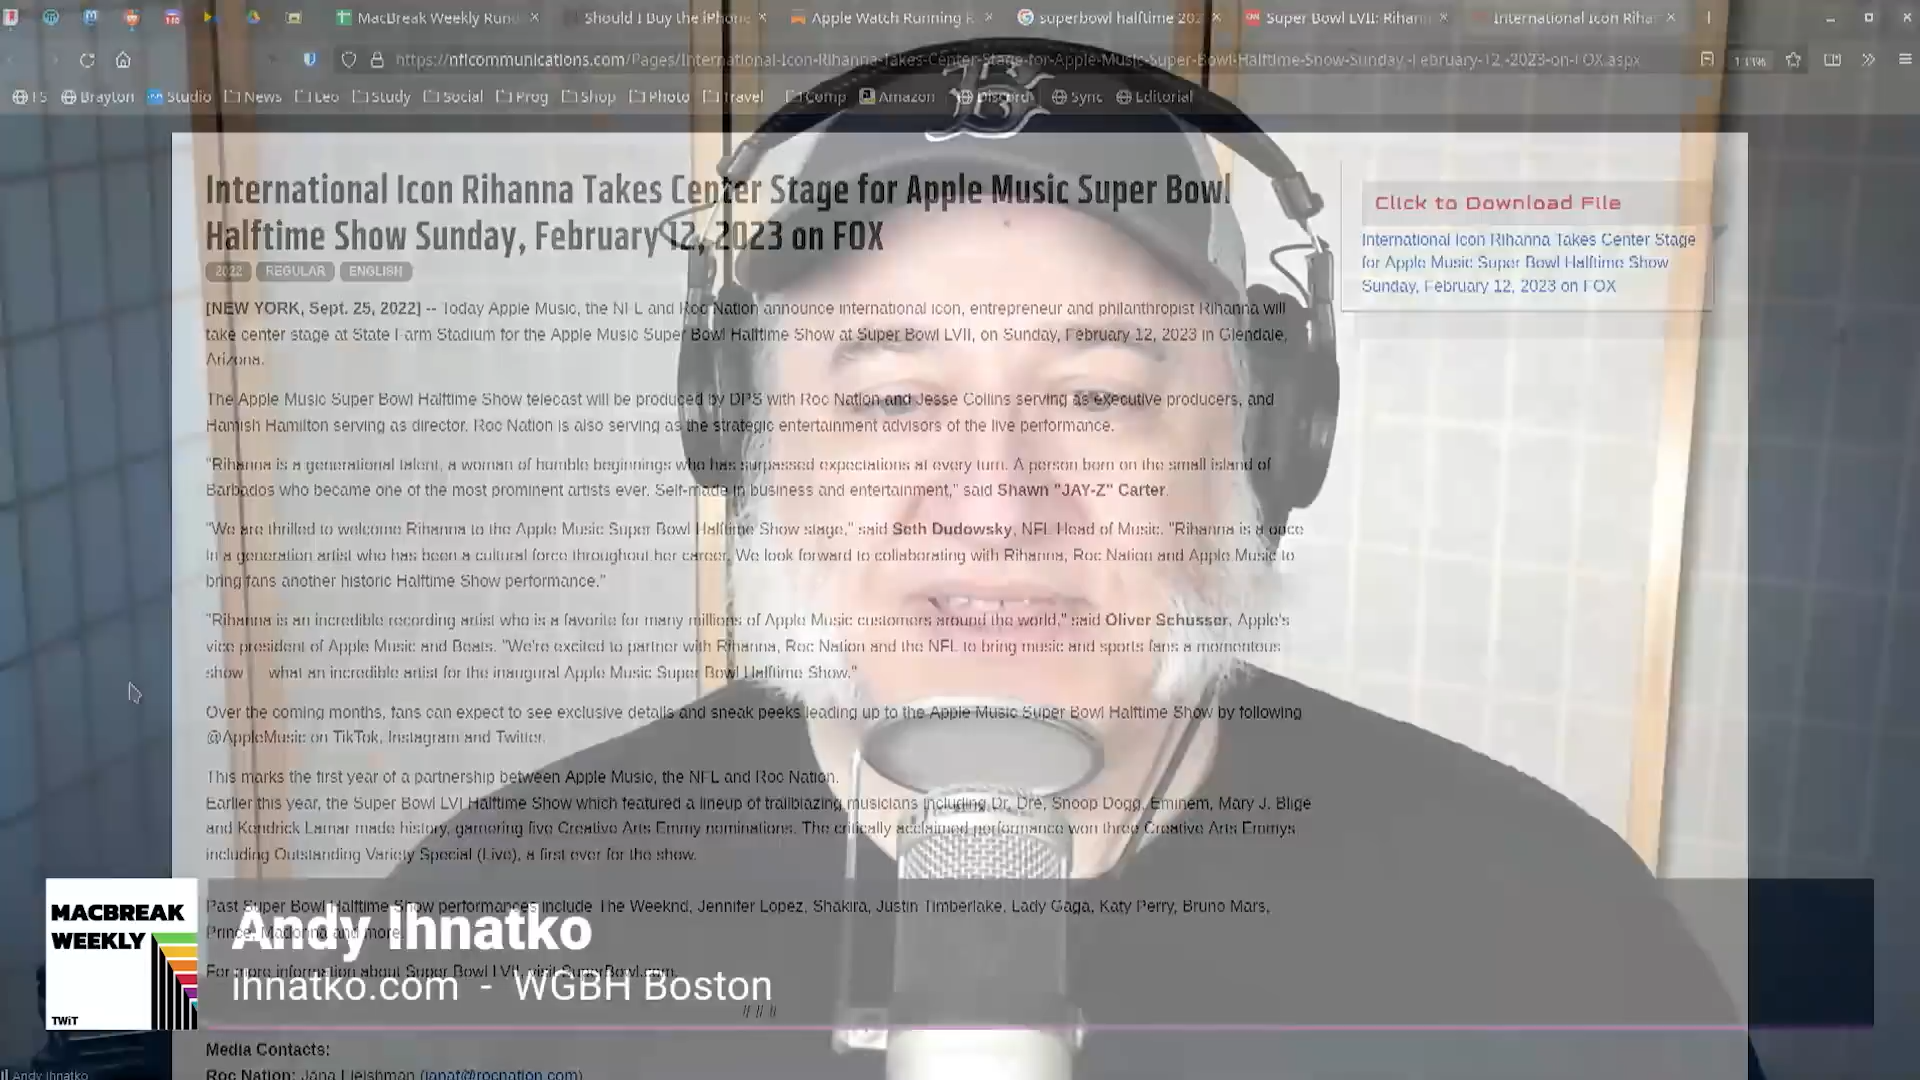 MacBreak Weekly Run
Should I Buy the iPhone
Apple Watch Running R
superbowl halftime 202
Super Bowl LVII: Rihann
International Icon Rihan
https://nflcommunications.com/Pages/International-Icon-Rihanna-Takes-Center-Stage-for-Apple-Music-Super-Bowl-Halftime-Show-Sunday,-February-12,-2023-on-FOX.aspx
FS Brayton Studio News Leo Study Social Prog Shop Photo Travel Comp Amazon Discord Sync Editorial
International Icon Rihanna Takes Center Stage for Apple Music Super Bowl
Halftime Show Sunday, February 12, 2023 on FOX
2022 REGULAR ENGLISH
[NEW YORK, Sept. 25, 2022] -- Today Apple Music, the NFL and Roc Nation announce international icon, entrepreneur and philanthropist Rihanna will
take center stage at State Farm Stadium for the Apple Music Super Bowl Halftime Show at Super Bowl LVII, on Sunday, February 12, 2023 in Glendale,
Arizona.
The Apple Music Super Bowl Halftime Show telecast will be produced by DPS with Roc Nation and Jesse Collins serving as executive producers, and
Hamish Hamilton serving as director. Roc Nation is also serving as the strategic entertainment advisors of the live performance.
"Rihanna is a generational talent, a woman of humble beginnings who has surpassed expectations at every turn. A person born on the small island of
Barbados who became one of the most prominent artists ever. Self-made in business and entertainment," said Shawn "JAY-Z" Carter.
"We are thrilled to welcome Rihanna to the Apple Music Super Bowl Halftime Show stage," said Seth Dudowsky, NFL Head of Music. "Rihanna is a once
in a generation artist who has been a cultural force throughout her career. We look forward to collaborating with Rihanna, Roc Nation and Apple Music to
bring fans another historic Halftime Show performance."
"Rihanna is an incredible recording artist who is a favorite for many millions of Apple Music customers around the world," said Oliver Schusser, Apple's
vice president of Apple Music and Beats. "We're excited to partner with Rihanna, Roc Nation and the NFL to bring music and sports fans a momentous
show what an incredible artist for the inaugural Apple Music Super Bowl Halftime Show."
Over the coming months, fans can expect to see exclusive details and sneak peeks leading up to the Apple Music Super Bowl Halftime Show by following
@AppleMusic on TikTok, Instagram and Twitter.
This marks the first year of a partnership between Apple Music, the NFL and Roc Nation.
Earlier this year, the Super Bowl LVI Halftime Show which featured a lineup of trailblazing musicians including Dr. Dre, Snoop Dogg, Eminem, Mary J. Blige
and Kendrick Lamar made history, garnering five Creative Arts Emmy nominations. The critically acclaimed performance won three Creative Arts Emmys
including Outstanding Variety Special (Live), a first ever for the show.
Past Super Bowl Halftime Show performances include The Weeknd, Jennifer Lopez, Shakira, Justin Timberlake, Lady Gaga, Katy Perry, Bruno Mars,
Prince, Madonna and more.
For more information about Super Bowl LVII, visit SuperBowl.com.
# # #
Media Contacts:
Roc Nation: Jana Fleishman (janaf@rocnation.com)
Click to Download File
International Icon Rihanna Takes Center Stage
for Apple Music Super Bowl Halftime Show
Sunday, February 12, 2023 on FOX
B
MACBREAK
WEEKLY
TWiT
Andy Ihnatko
ihnatko.com - WGBH Boston
Andy Ihnatko